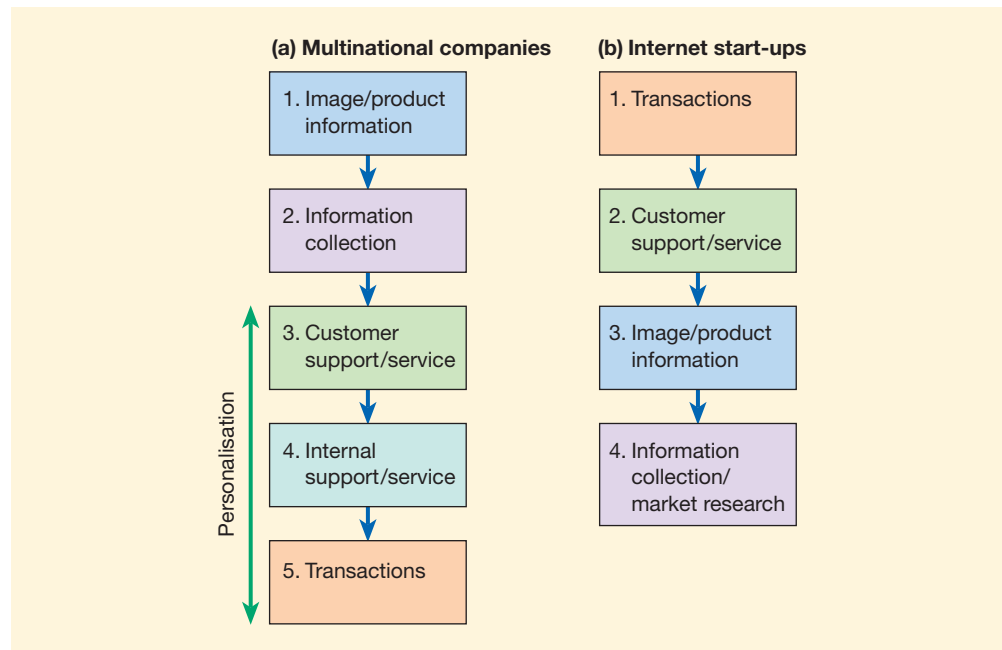 (a) Multinational companies
1. Image/product
information
2. Information
collection
3. Customer
support/service
4. Internal
support/service
5. Transactions
Personalisation
(b) Internet start-ups
1. Transactions
2. Customer
support/service
3. Image/product
information
4. Information
collection/
market research